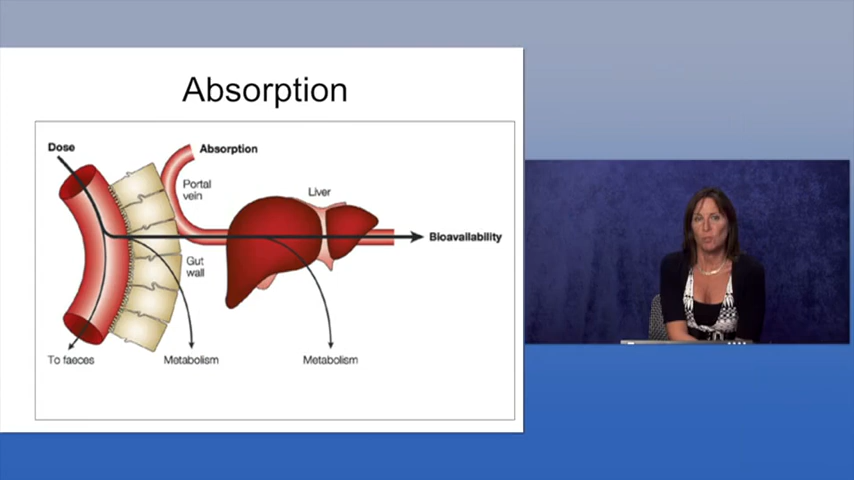 Absorption
Dose
Absorption
Portal
vein
Liver
Bioavailability
Gut
wall
To faeces
Metabolism
Metabolism